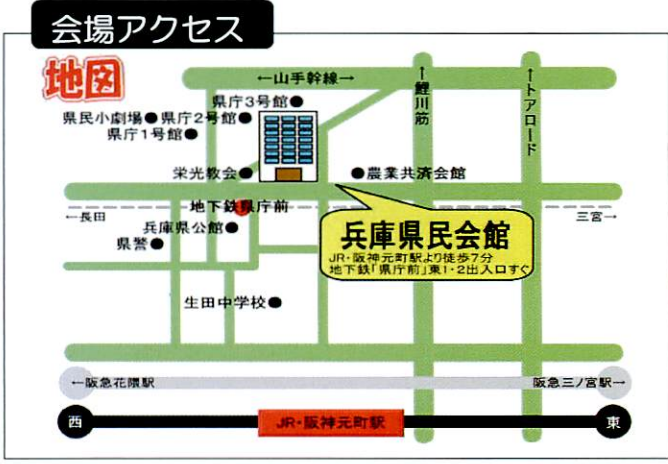 会場アクセス
地図
←山手幹線→
↑鯉川筋
↑トアロード
県庁3号館●
県民小劇場●県庁2号館●
県庁1号館●
栄光教会●
●農業共済会館
地下鉄県庁前
←長田
三宮→
兵庫県公館●
県警●
兵庫県民会館
JR・阪神元町駅より徒歩7分
地下鉄「県庁前」東1・2出入口すぐ
生田中学校●
←阪急花隈駅
阪急三ノ宮駅→
西
JR・阪神元町駅
東